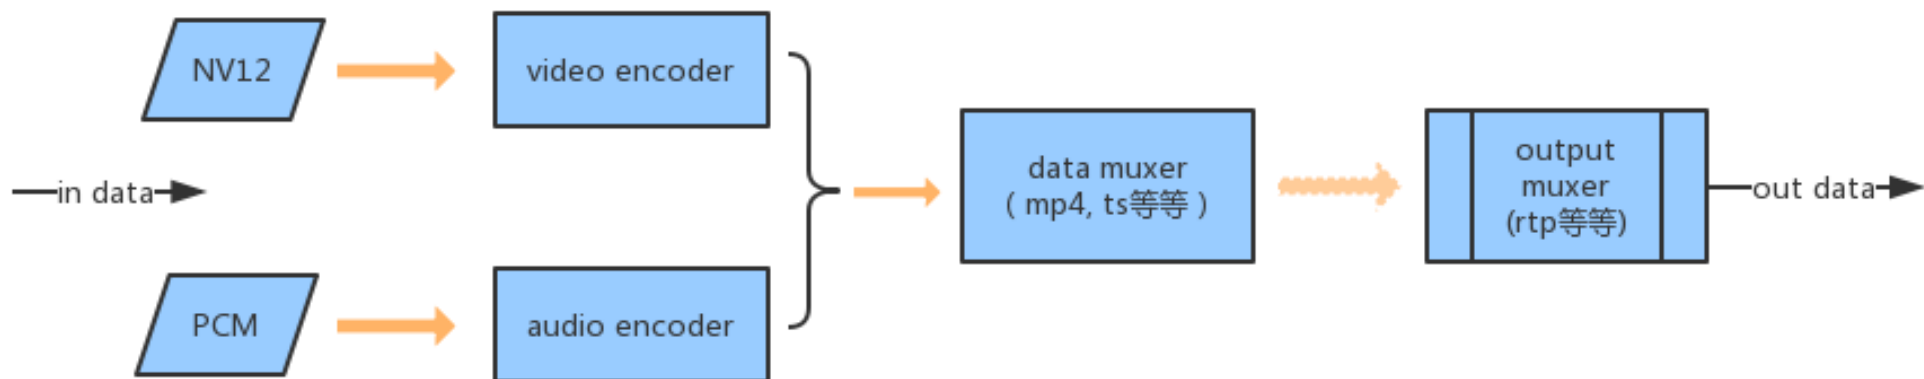 NV12
video encoder
in data
PCM
audio encoder
data muxer
( mp4, ts等等 )
output
muxer
(rtp等等)
out data